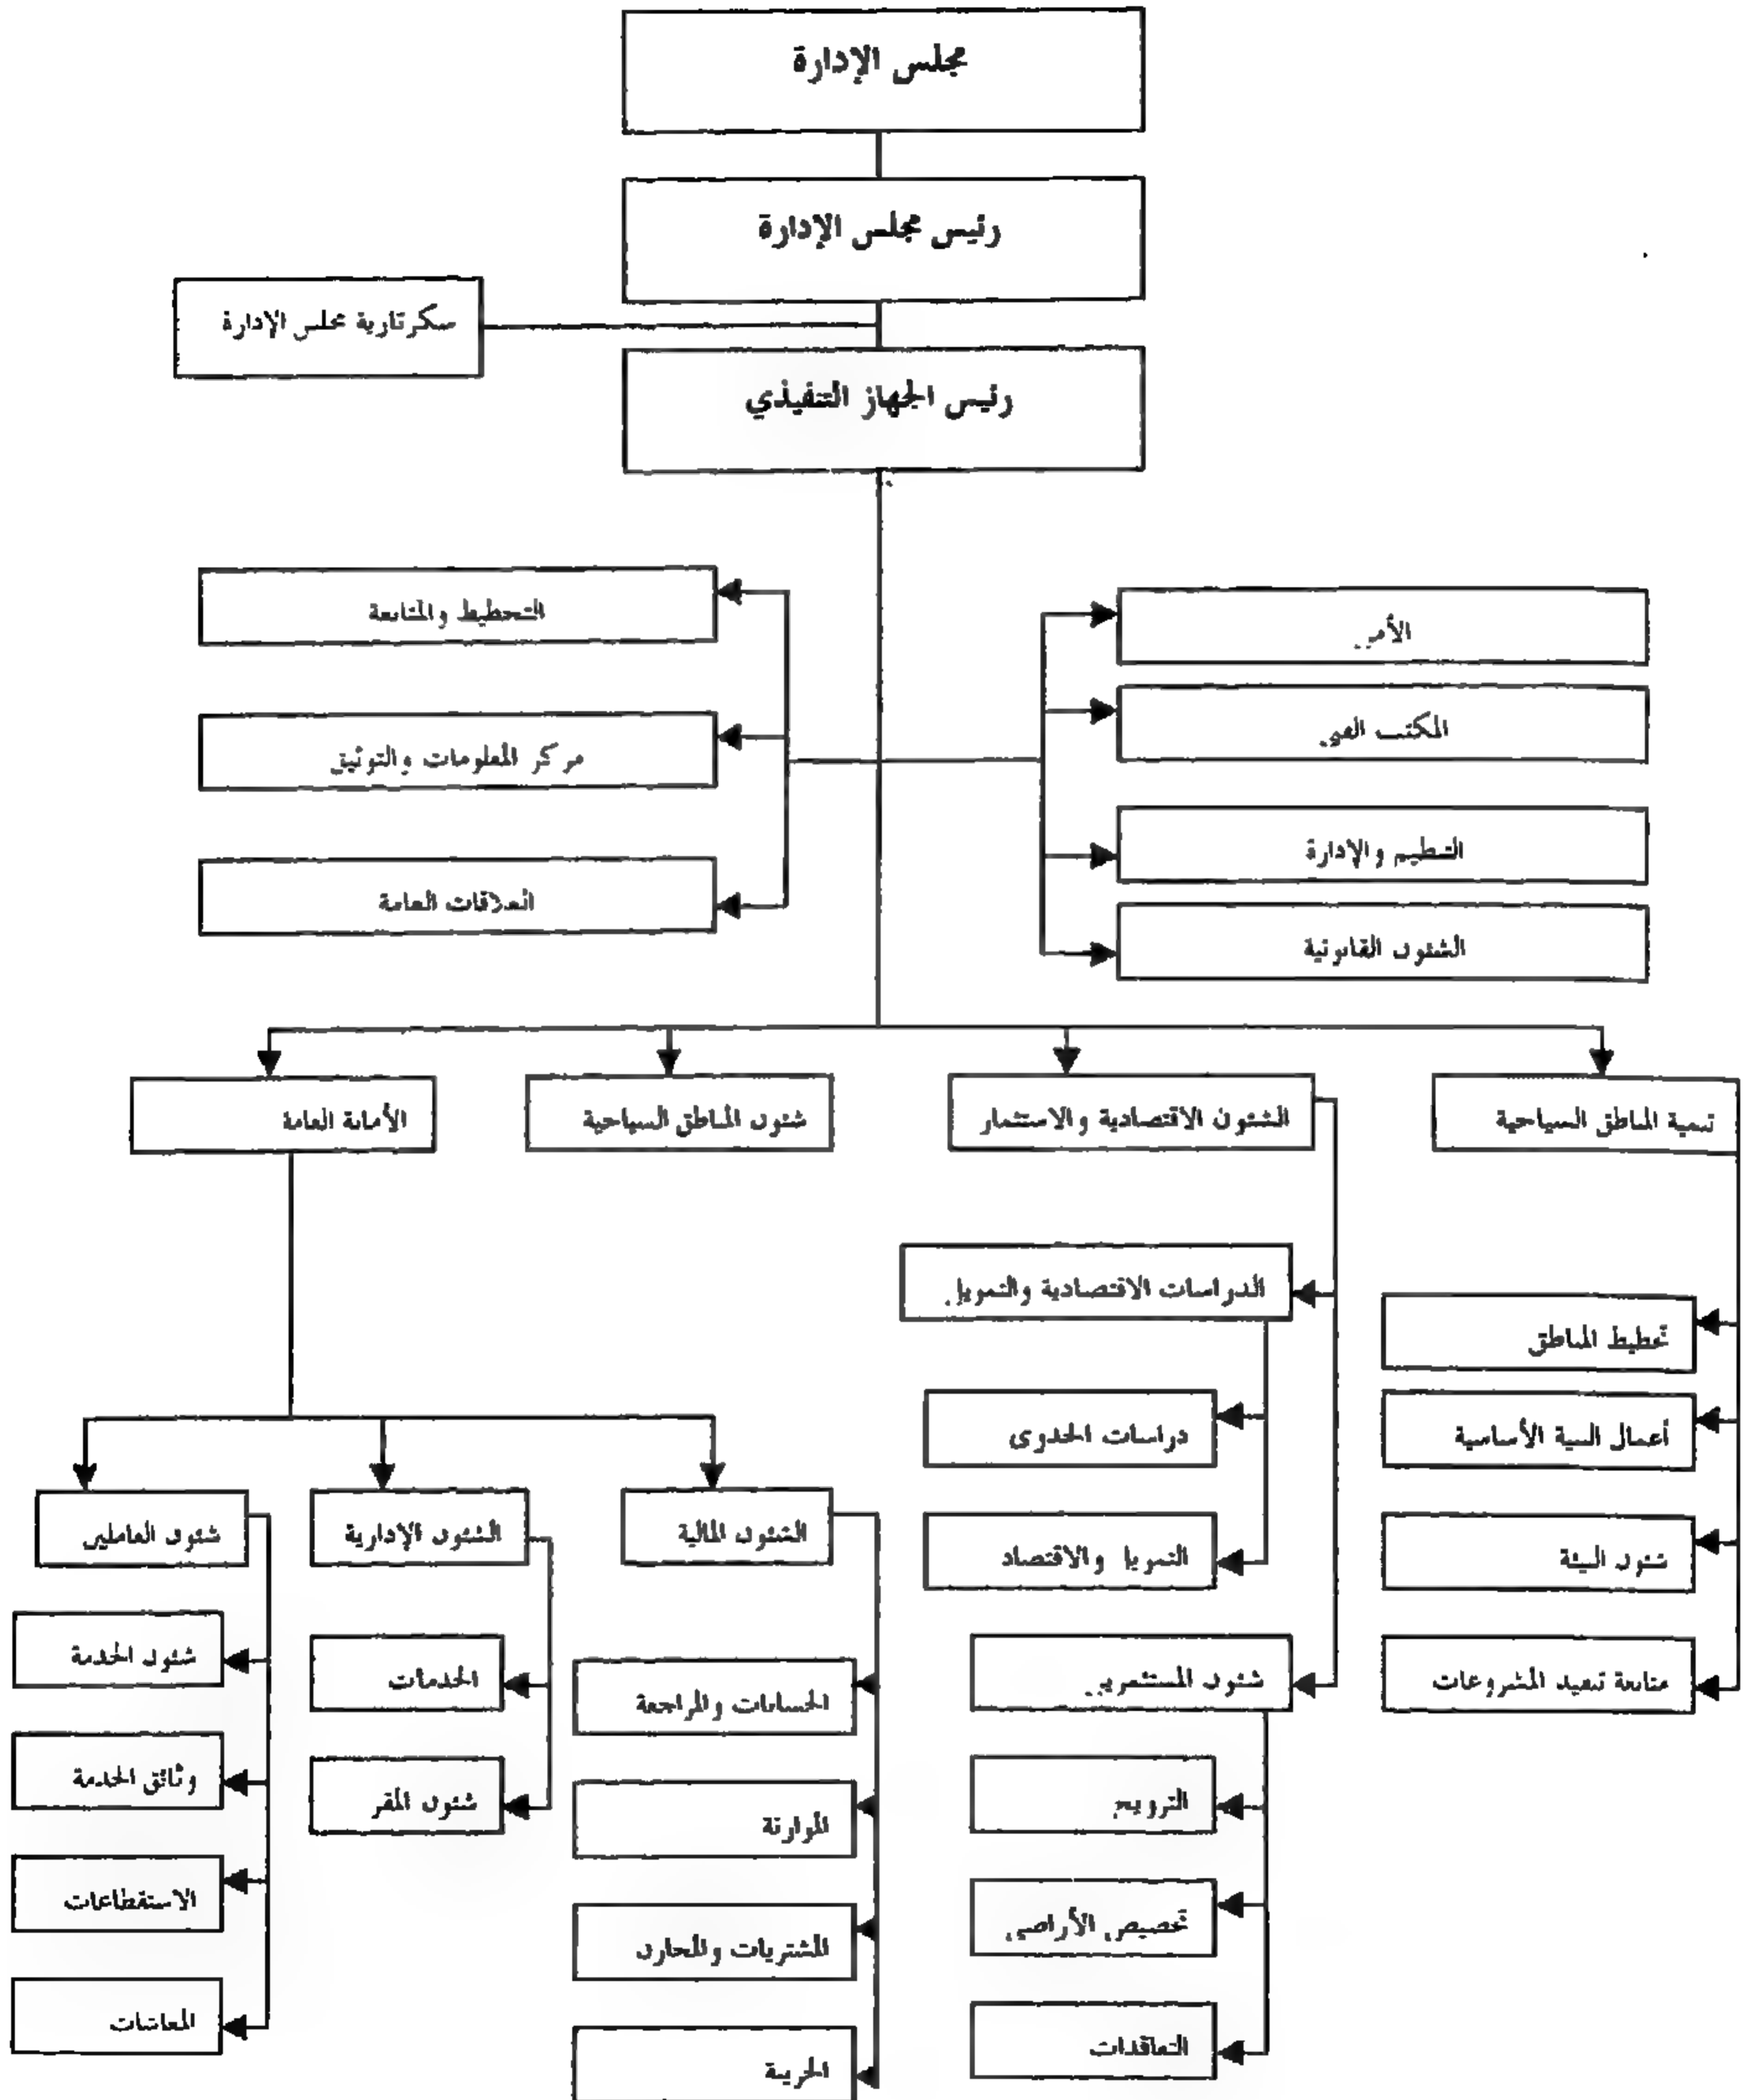 مجلس الإدارة
رئيس مجلس الإدارة
سكرتارية مجلس الإدارة
رئيس الجهاز التنفيذي
الأمن
التخطيط والمتابعة
المكتب الفني
مركز المعلومات والتوثيق
التنظيم والإدارة
العلاقات العامة
الشئون القانونية
تنمية المناطق السياحية
الشئون الاقتصادية والاستثمار
شئون المناطق السياحية
الأمانة العامة
تخطيط المناطق
أعمال البنية الأساسية
شئون البيئة
متابعة تنفيذ المشروعات
الدراسات الاقتصادية والتمويل
دراسات الجدوى
التمويل والاقتصاد
شئون المستثمرين
الترويج
تخصيص الأراضي
التعاقدات
الشئون المالية
الحسابات والمراجعة
الموازنة
المشتريات والمخازن
الخزينة
الشئون الإدارية
الخدمات
شئون المقر
شئون العاملين
شئون الخدمة
وثائق الخدمة
الاستقطاعات
المعاشات